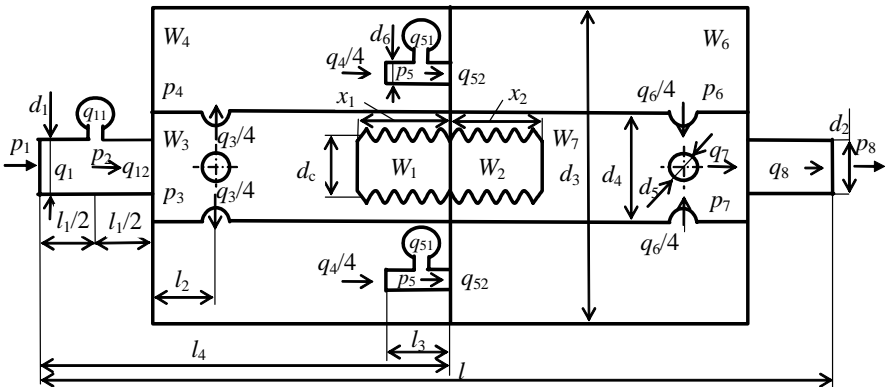 W4
d6
q51
W6
q4/4
p5
q52
p4
x1
x2
q6/4
p6
d1
q11
W3
q3/4
W7
d2
p1
q1
p2
q12
dc
W1
W2
d3
d4
d5
q7
q8
p8
p3
q3/4
p7
l1/2
l1/2
q51
q6/4
q4/4
p5
q52
l2
l3
l4
l